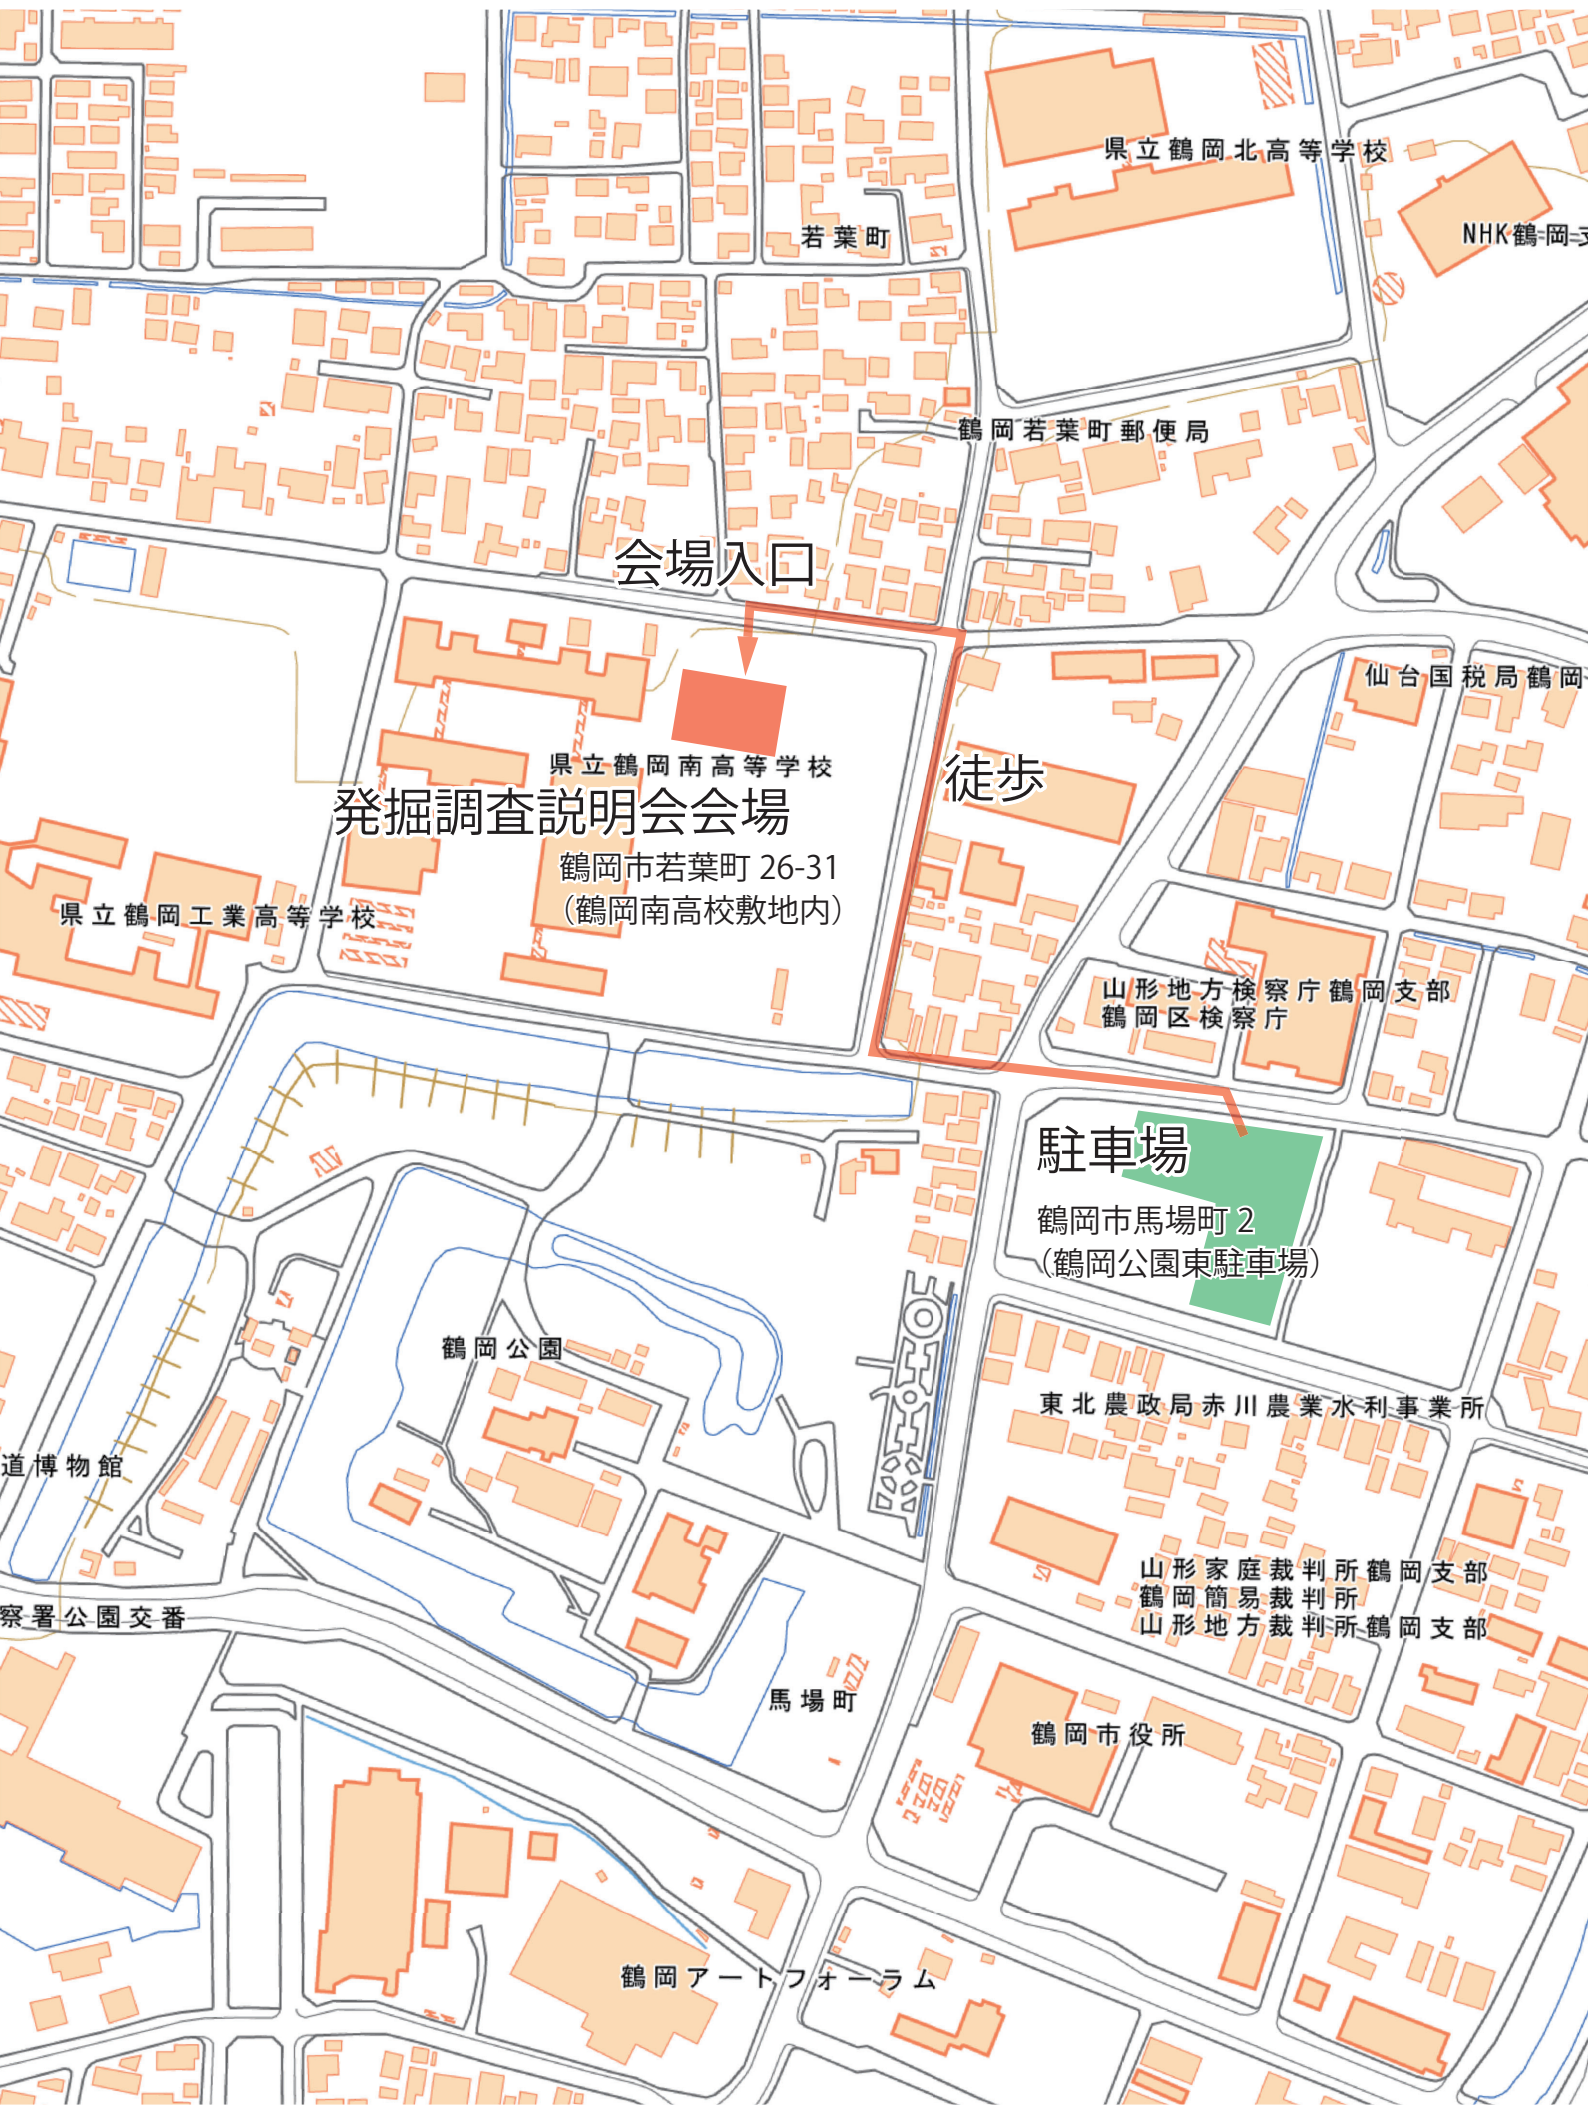 県立鶴岡北高等学校
若葉町
NHK鶴岡支
鶴岡若葉町郵便局
会場入口
仙台国税局鶴岡
県立鶴岡南高等学校
徒歩
発掘調査説明会会場
鶴岡市若葉町 26-31
(鶴岡南高校敷地内)
県立鶴岡工業高等学校
山形地方検察庁鶴岡支部
鶴岡区検察庁
駐車場
鶴岡市馬場町 2
(鶴岡公園東駐車場)
鶴岡公園
東北農政局赤川農業水利事業所
道博物館
山形家庭裁判所鶴岡支部
鶴岡簡易裁判所
山形地方裁判所鶴岡支部
察署公園交番
馬場町
鶴岡市役所
鶴岡アートフォーラム